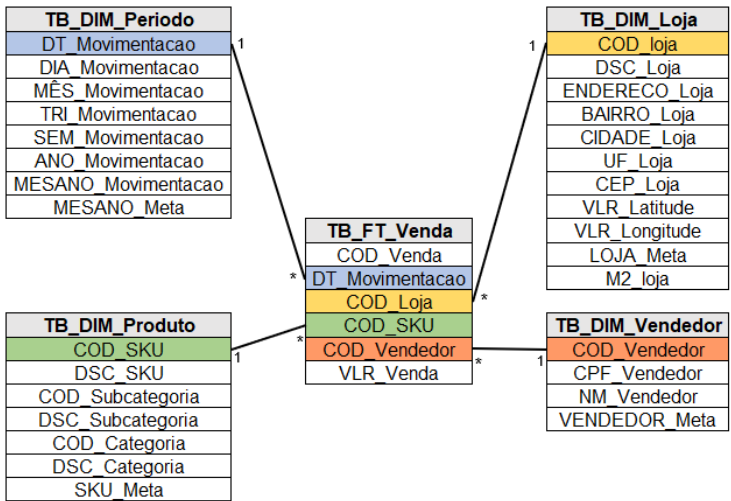 TB_DIM_Periodo
DT_Movimentacao
DIA_Movimentacao
MÊS_Movimentacao
TRI_Movimentacao
SEM_Movimentacao
ANO_Movimentacao
MESANO_Movimentacao
MESANO_Meta
1
TB_DIM_Loja
COD_loja
DSC_Loja
ENDERECO_Loja
BAIRRO_Loja
CIDADE_Loja
UF_Loja
CEP_Loja
VLR_Latitude
VLR_Longitude
LOJA_Meta
M2_loja
1
TB_FT_Venda
COD_Venda
DT_Movimentacao
COD_Loja
COD_SKU
COD_Vendedor
VLR_Venda
*
*
*
*
TB_DIM_Produto
COD_SKU
DSC_SKU
COD_Subcategoria
DSC_Subcategoria
COD_Categoria
DSC_Categoria
SKU_Meta
1
TB_DIM_Vendedor
COD_Vendedor
CPF_Vendedor
NM_Vendedor
VENDEDOR_Meta
1